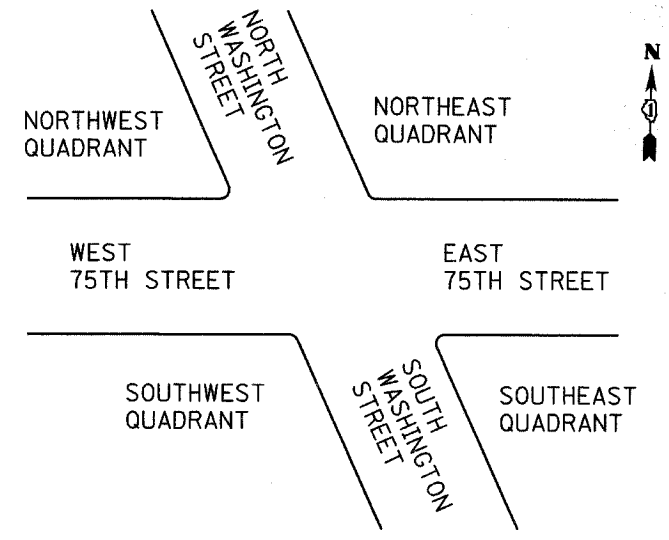 NORTH
WASHINGTON
STREET
N
NORTHWEST
QUADRANT
NORTHEAST
QUADRANT
WEST
75TH STREET
EAST
75TH STREET
SOUTHWEST
QUADRANT
SOUTH
WASHINGTON
STREET
SOUTHEAST
QUADRANT